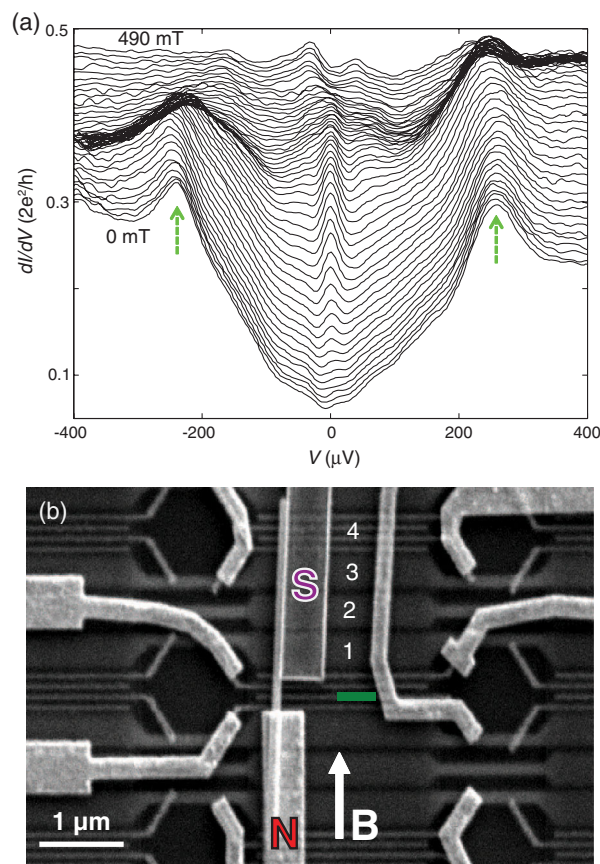 (a)
490 mT
0.5
0.3
0.1
dI/dV (2e²/h)
0 mT
-400
-200
0
200
400
V (μV)
(b)
4
3
S
2
1
B
1 μm
N